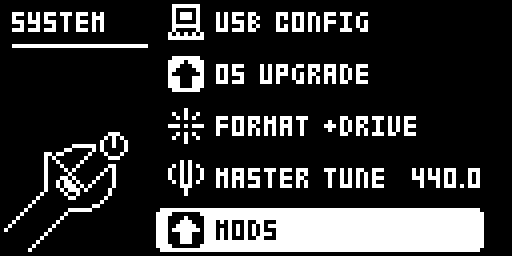 SYSTEM
USB CONFIG
OS UPGRADE
FORMAT +DRIVE
MASTER TUNE 440.0
MODS